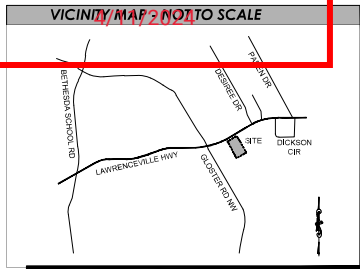 VICINITY MAP - NOT TO SCALE
4/11/2024
BETHESDA SCHOOL RD
DESIREE DR
PATEN DR
SITE
DICKSON
CIR
LAWRENCEVILLE HWY
GLOSTER RD NW